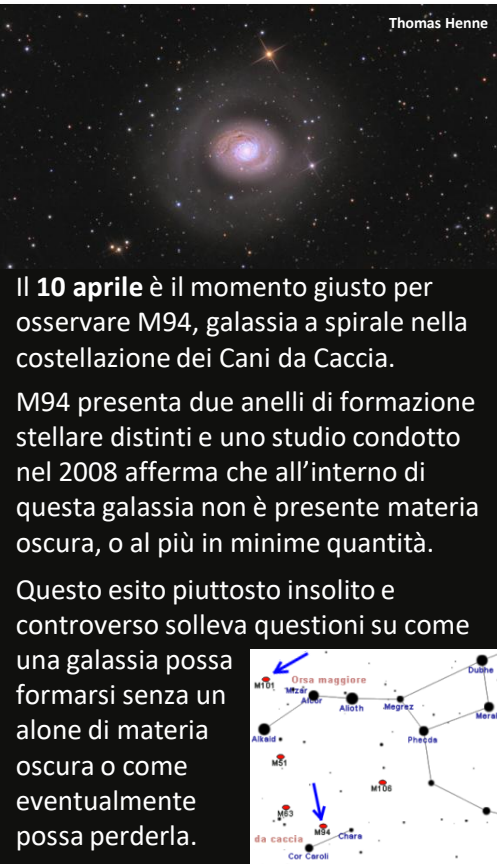 Thomas Henne
Il 10 aprile è il momento giusto per
osservare M94, galassia a spirale nella
costellazione dei Cani da Caccia.
M94 presenta due anelli di formazione
stellare distinti e uno studio condotto
nel 2008 afferma che all’interno di
questa galassia non è presente materia
oscura, o al più in minime quantità.
Questo esito piuttosto insolito e
controverso solleva questioni su come
una galassia possa
formarsi senza un
alone di materia
oscura o come
eventualmente
possa perderla.
Dubhe
Orsa maggiore
M101
Mizar
Alcor
Alioth
Megrez
Merak
Alkaid
Phecda
M51
M106
M63
M94
da caccia
Chara
Cor Caroli